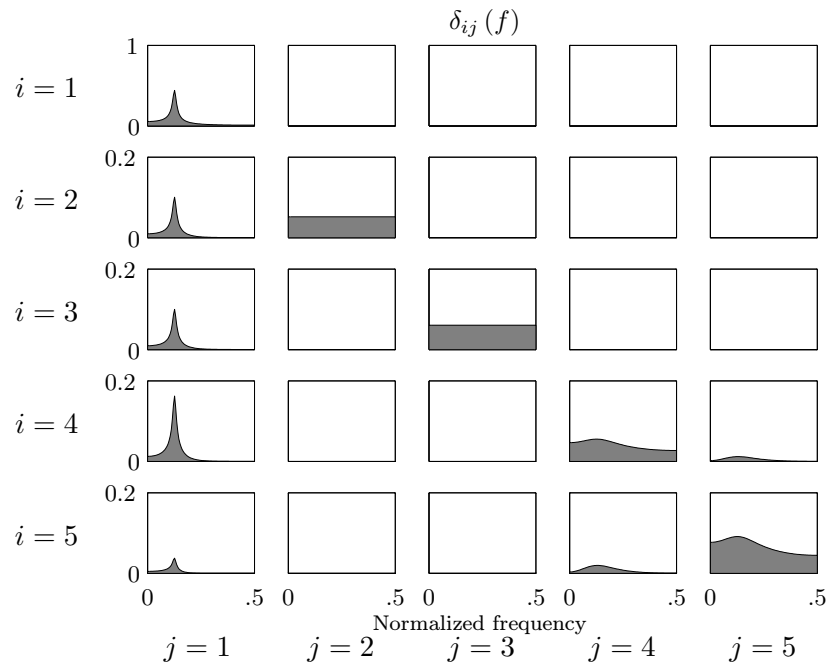 δij (f)
1
i = 1
0
0.2
i = 2
0
0.2
i = 3
0
0.2
i = 4
0
0.2
i = 5
0
0 .5 0 .5 0 .5 0 .5 0 .5
Normalized frequency
j = 1 j = 2 j = 3 j = 4 j = 5